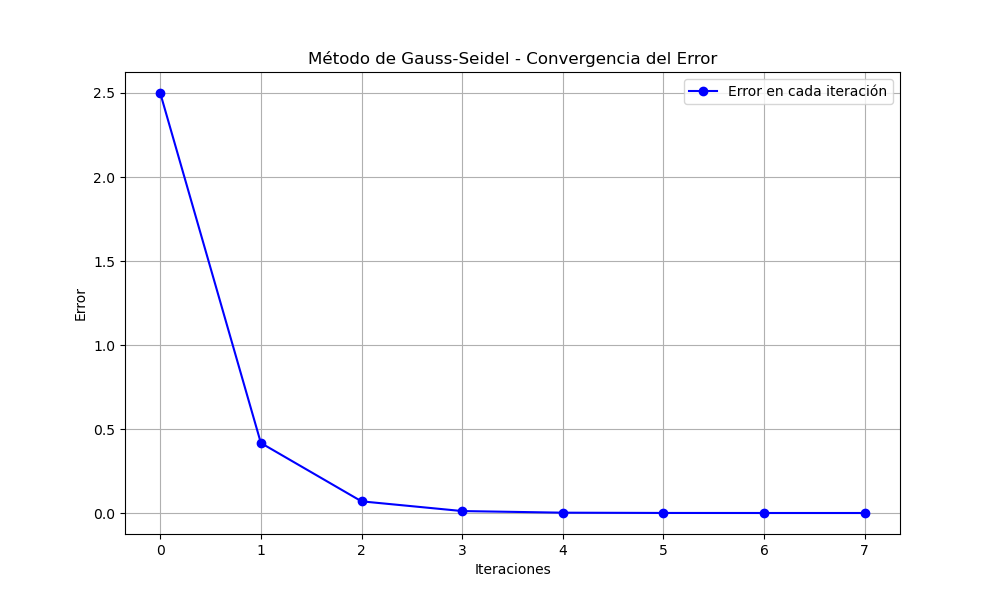 Método de Gauss-Seidel - Convergencia del Error
Error en cada iteración
2.5
2.0
1.5
1.0
0.5
0.0
Error
0 1 2 3 4 5 6 7
Iteraciones